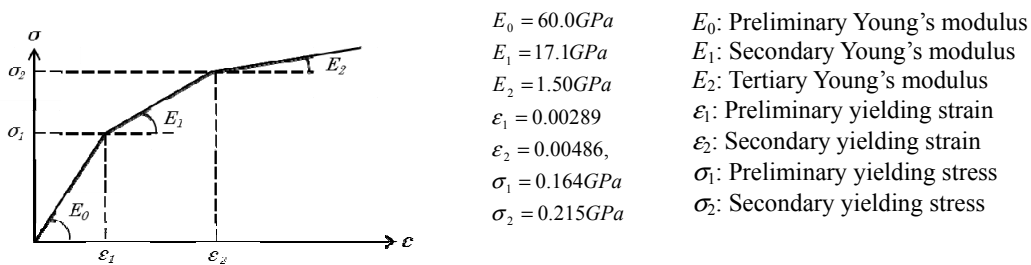 σ
σ₂
E₂
σ₁
E₁
E₀
ε₁
ε₂
ε
E₀ = 60.0GPa
E₁ = 17.1GPa
E₂ = 1.50GPa
ε₁ = 0.00289
ε₂ = 0.00486,
σ₁ = 0.164GPa
σ₂ = 0.215GPa
E₀: Preliminary Young’s modulus
E₁: Secondary Young’s modulus
E₂: Tertiary Young’s modulus
ε₁: Preliminary yielding strain
ε₂: Secondary yielding strain
σ₁: Preliminary yielding stress
σ₂: Secondary yielding stress